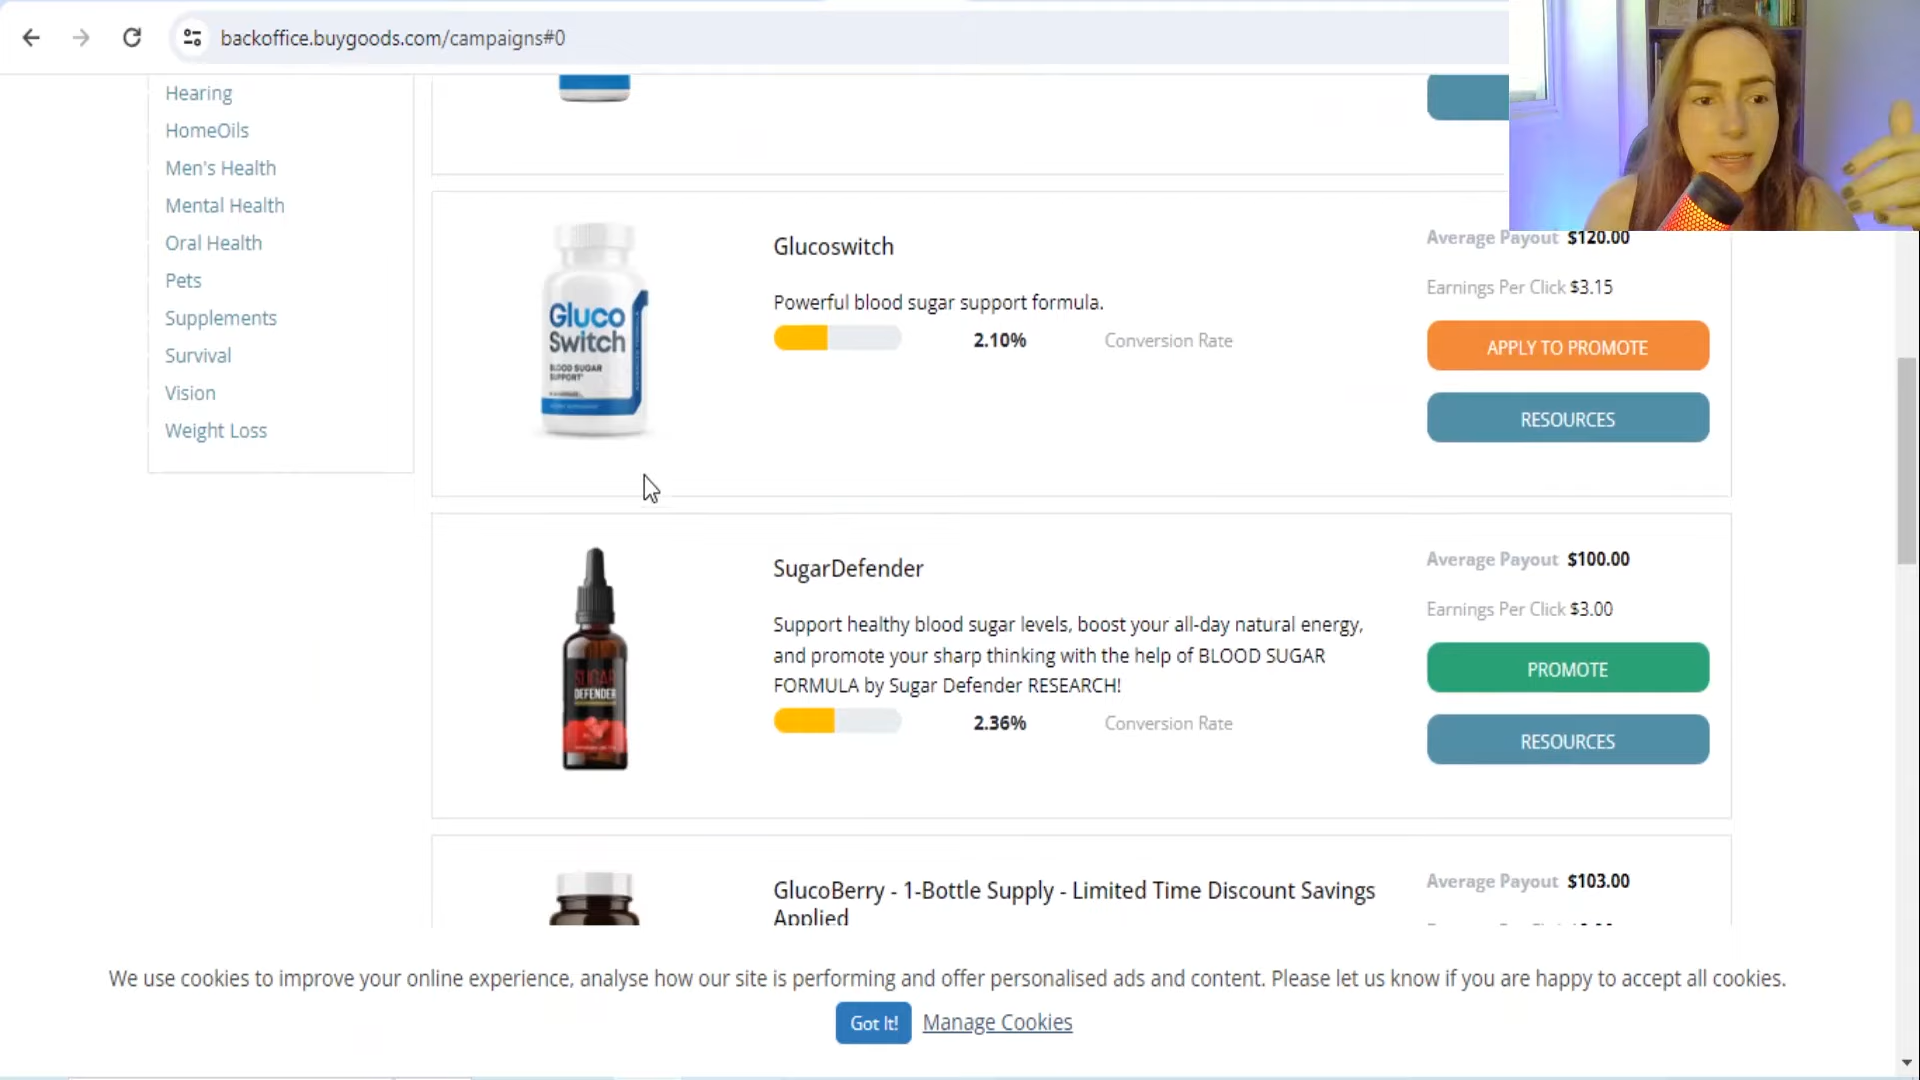 backoffice.buygoods.com/campaigns#0
Hearing
HomeOils
Men's Health
Mental Health
Oral Health
Pets
Supplements
Survival
Vision
Weight Loss
Gluco
Switch
BLOOD SUGAR
SUPPORT
Glucoswitch
Powerful blood sugar support formula.
2.10% Conversion Rate
Average Payout $120.00
Earnings Per Click $3.15
APPLY TO PROMOTE
RESOURCES
SUGAR
DEFENDER
SugarDefender
Support healthy blood sugar levels, boost your all-day natural energy,
and promote your sharp thinking with the help of BLOOD SUGAR
FORMULA by Sugar Defender RESEARCH!
2.36% Conversion Rate
Average Payout $100.00
Earnings Per Click $3.00
PROMOTE
RESOURCES
GlucoBerry - 1-Bottle Supply - Limited Time Discount Savings
Applied
Average Payout $103.00
We use cookies to improve your online experience, analyse how our site is performing and offer personalised ads and content. Please let us know if you are happy to accept all cookies.
Got It! Manage Cookies